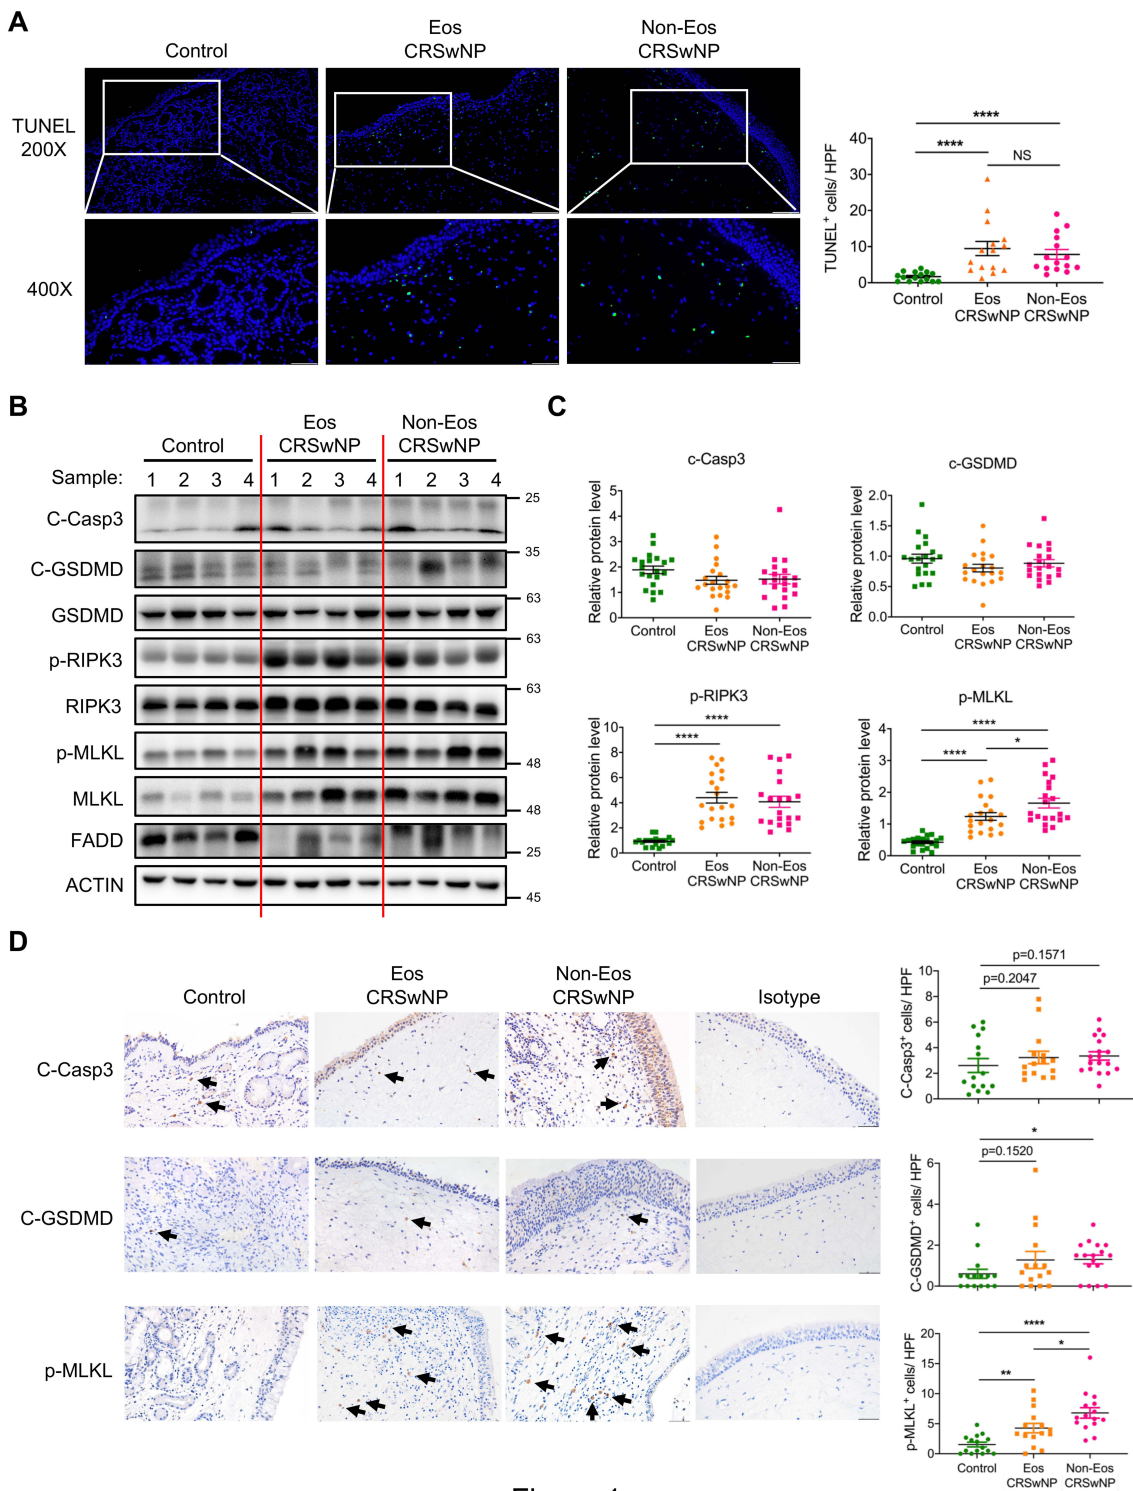 A
Control
Eos
CRSwNP
Non-Eos
CRSwNP
TUNEL
200X
400X
TUNEL+ cells/ HPF
40
30
20
10
0
****
****
NS
Control
Eos
CRSwNP
Non-Eos
CRSwNP
B
Control
Eos
CRSwNP
Non-Eos
CRSwNP
Sample: 1 2 3 4 1 2 3 4 1 2 3 4
C-Casp3 25
C-GSDMD 35
GSDMD 63
p-RIPK3 63
RIPK3 63
p-MLKL 48
MLKL 48
FADD 25
ACTIN 45
C
c-Casp3
Relative protein level
5
4
3
2
1
0
Control
Eos
CRSwNP
Non-Eos
CRSwNP
c-GSDMD
Relative protein level
2.0
1.5
1.0
0.5
0.0
Control
Eos
CRSwNP
Non-Eos
CRSwNP
p-RIPK3
Relative protein level
10
8
6
4
2
0
****
****
Control
Eos
CRSwNP
Non-Eos
CRSwNP
p-MLKL
Relative protein level
4
3
2
1
0
****
****
*
Control
Eos
CRSwNP
Non-Eos
CRSwNP
D
Control
Eos
CRSwNP
Non-Eos
CRSwNP
Isotype
C-Casp3
C-GSDMD
p-MLKL
C-Casp3+ cells/ HPF
10
8
6
4
2
0
p=0.1571
p=0.2047
C-GSDMD+ cells/ HPF
6
4
2
0
*
p=0.1520
p-MLKL+ cells/ HPF
20
15
10
5
0
****
*
**
Control
Eos
CRSwNP
Non-Eos
CRSwNP